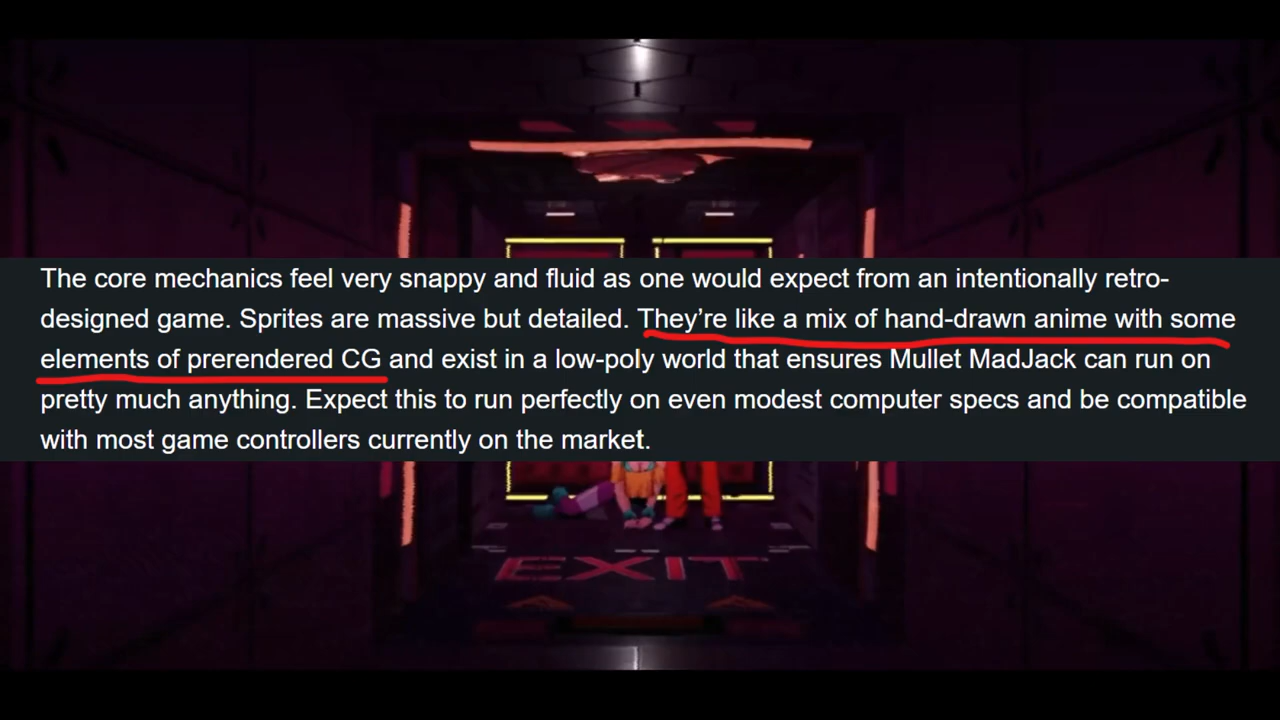 The core mechanics feel very snappy and fluid as one would expect from an intentionally retro-
designed game. Sprites are massive but detailed. They’re like a mix of hand-drawn anime with some
elements of prerendered CG and exist in a low-poly world that ensures Mullet MadJack can run on
pretty much anything. Expect this to run perfectly on even modest computer specs and be compatible
with most game controllers currently on the market.
EXIT